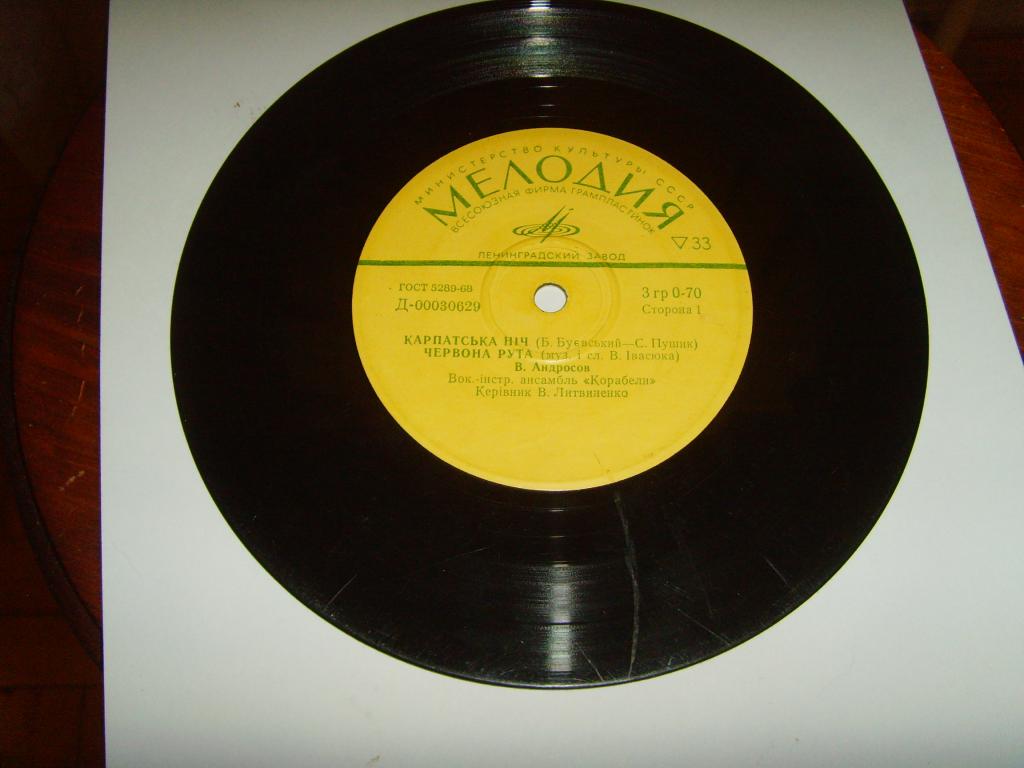 МИНИСТЕРСТВО КУЛЬТУРЫ СССР
МЕЛОДИЯ
ВСЕСОЮЗНАЯ ФИРМА ГРАМПЛАСТИНОК
▽33
ЛЕНИНГРАДСКИЙ ЗАВОД
ГОСТ 5289-68
Д-00030629
3 гр 0-70
Сторона 1
КАРПАТСЬКА НІЧ (Б. Буєвський—С. Пушик)
ЧЕРВОНА РУТА (муз. і сл. В. Івасюка)
В. Андросов
Вок.-інстр. ансамбль «Корабели»
Керівник В. Литвиненко